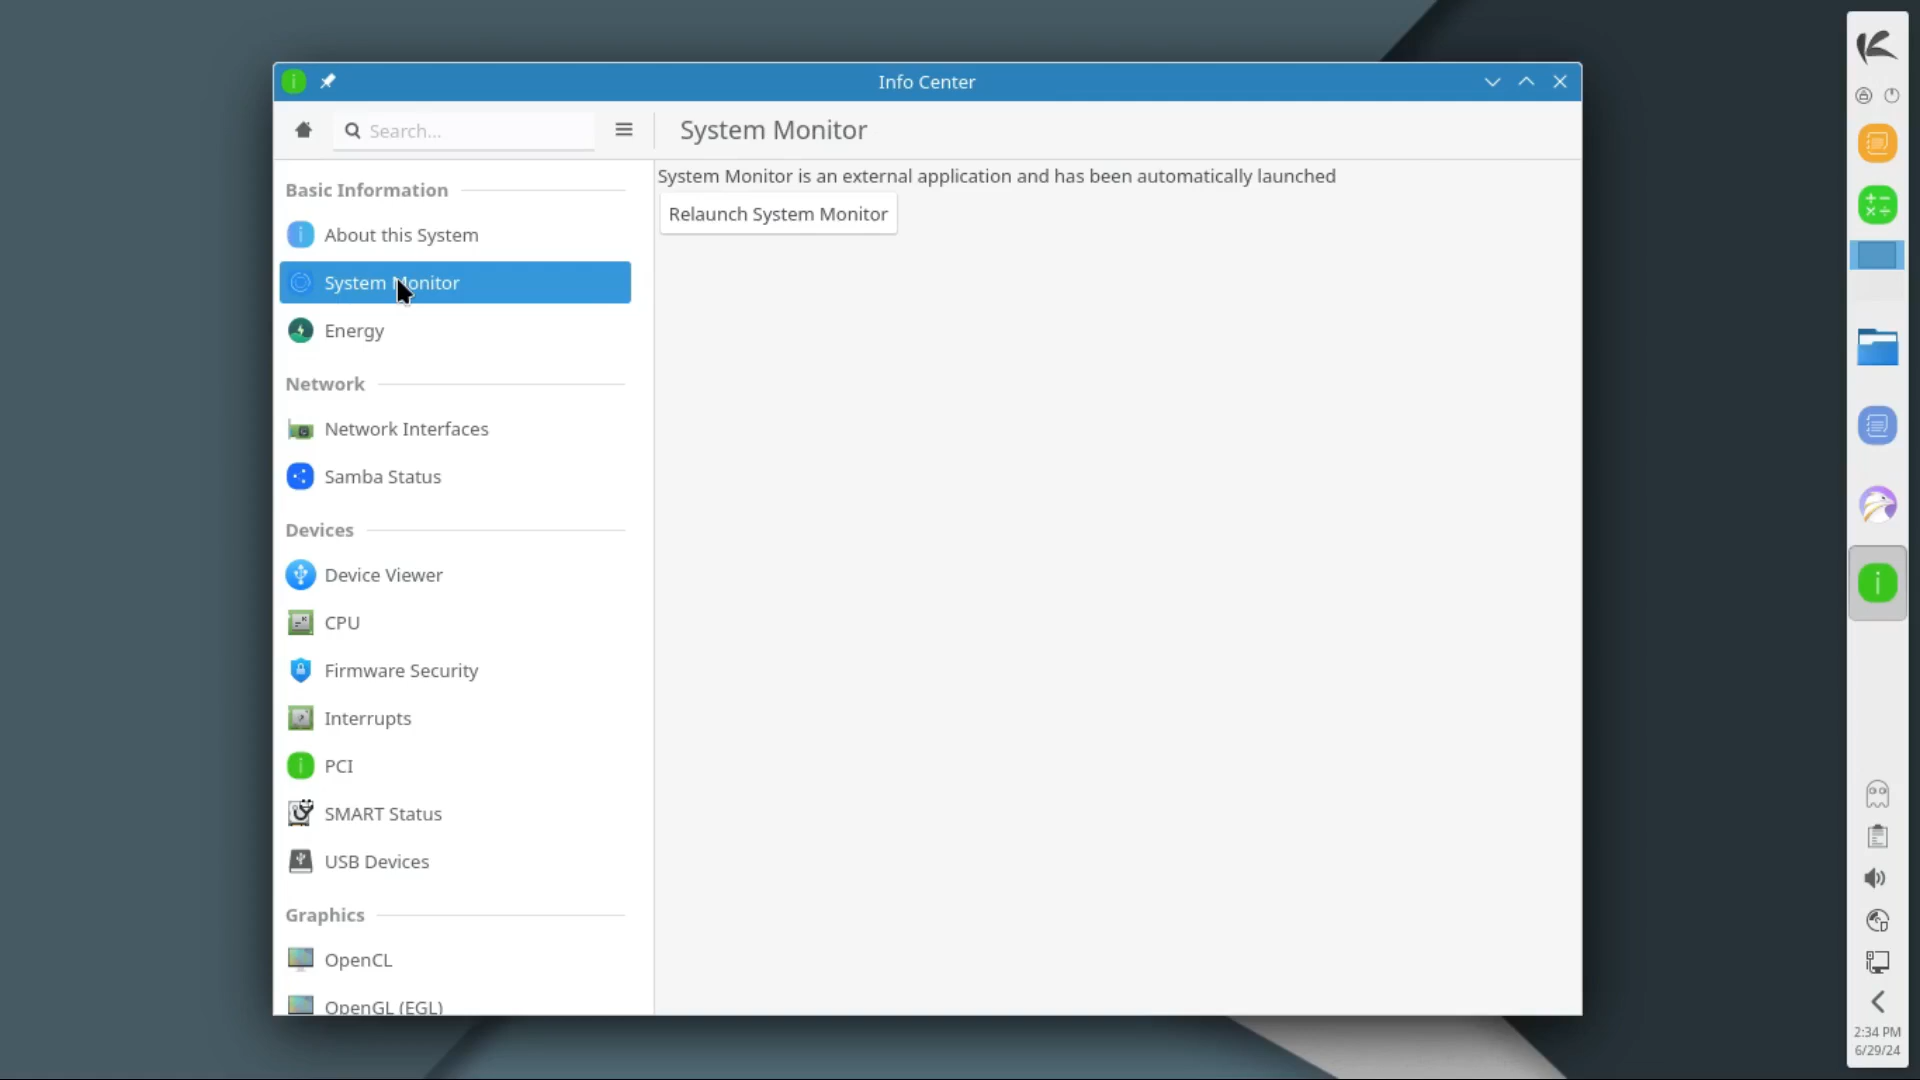 Info Center
Search...
System Monitor
Basic Information
About this System
System Monitor
Energy
Network
Network Interfaces
Samba Status
Devices
Device Viewer
CPU
Firmware Security
Interrupts
PCI
SMART Status
USB Devices
Graphics
OpenCL
OpenGL (EGL)
System Monitor is an external application and has been automatically launched
Relaunch System Monitor
2:34 PM
6/29/24